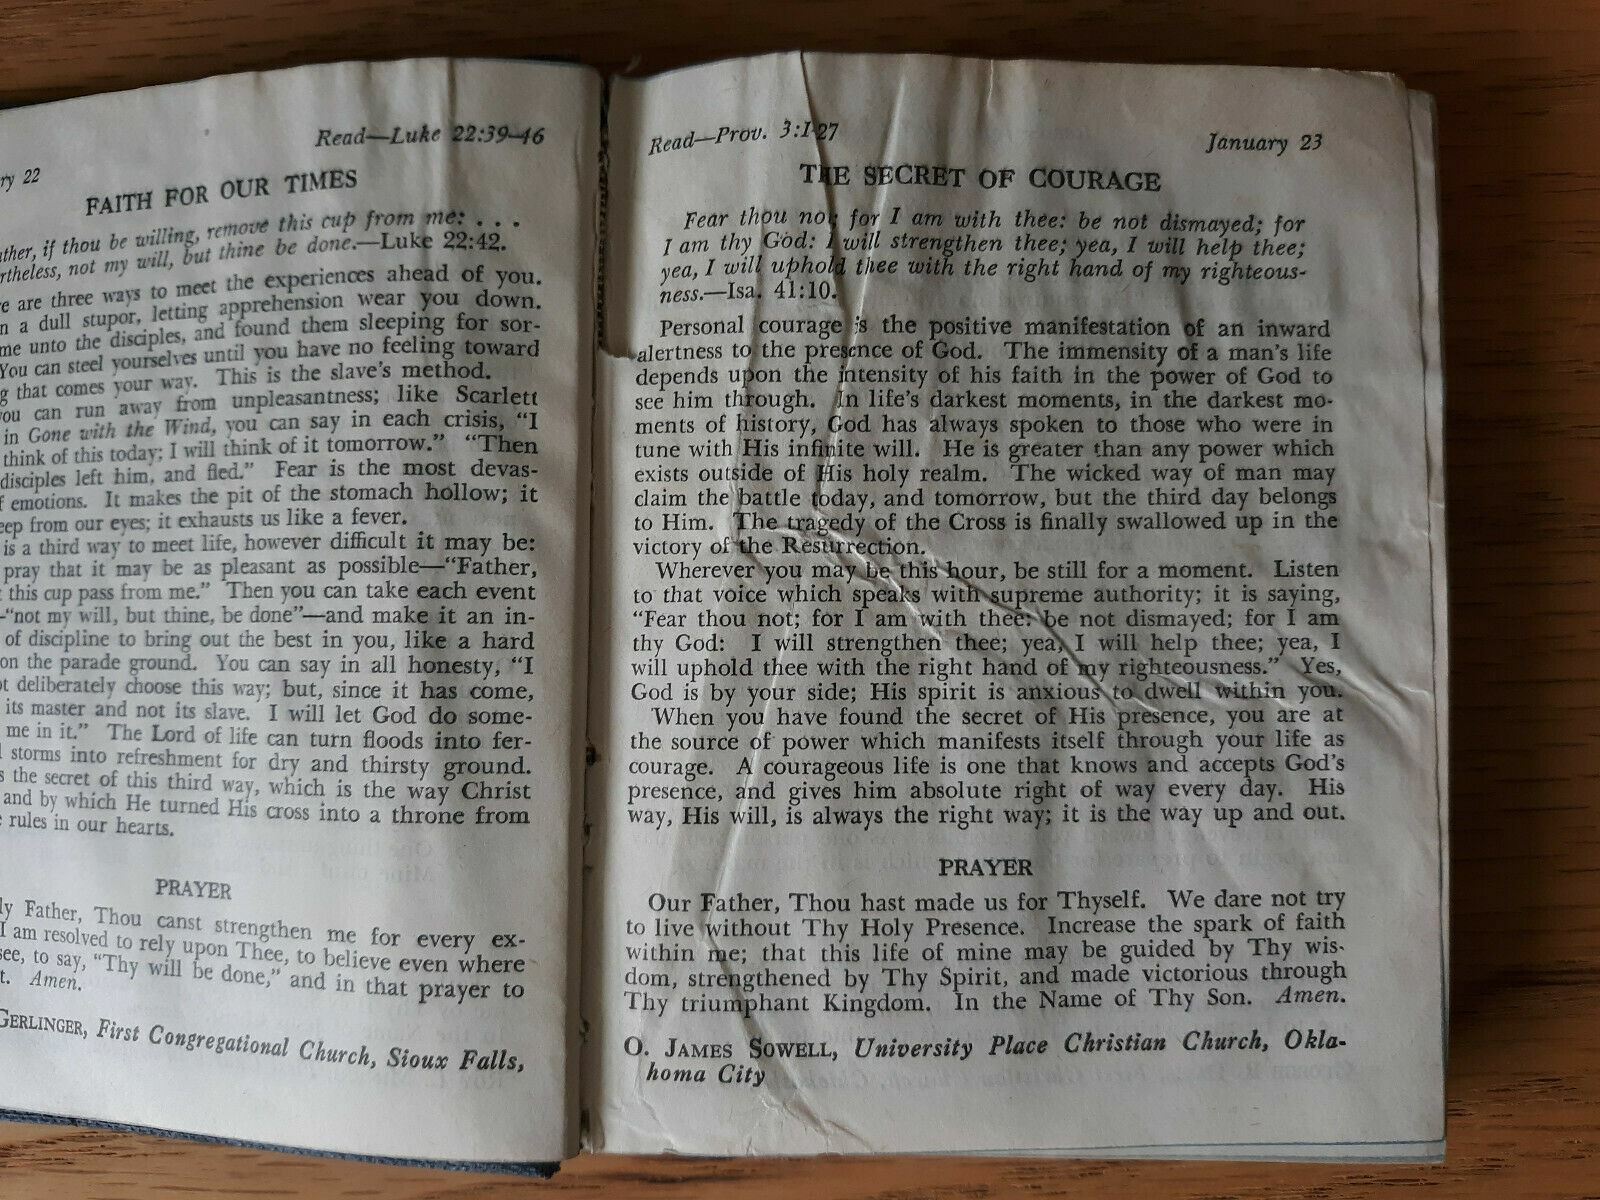 Read—Luke 22:39-46
ry 22
FAITH FOR OUR TIMES
ather, if thou be willing, remove this cup from me: . . .
rtheless, not my will, but thine be done.—Luke 22:42.
e are three ways to meet the experiences ahead of you.
n a dull stupor, letting apprehension wear you down.
me unto the disciples, and found them sleeping for sor-
You can steel yourselves until you have no feeling toward
g that comes your way. This is the slave's method.
ou can run away from unpleasantness; like Scarlett
in Gone with the Wind, you can say in each crisis, "I
think of this today; I will think of it tomorrow." "Then
disciples left him, and fled." Fear is the most devas-
f emotions. It makes the pit of the stomach hollow; it
eep from our eyes; it exhausts us like a fever.
is a third way to meet life, however difficult it may be:
pray that it may be as pleasant as possible—"Father,
this cup pass from me." Then you can take each event
—"not my will, but thine, be done"—and make it an in-
of discipline to bring out the best in you, like a hard
on the parade ground. You can say in all honesty, "I
ot deliberately choose this way; but, since it has come,
its master and not its slave. I will let God do some-
me in it." The Lord of life can turn floods into fer-
l storms into refreshment for dry and thirsty ground.
s the secret of this third way, which is the way Christ
and by which He turned His cross into a throne from
e rules in our hearts.
PRAYER
ly Father, Thou canst strengthen me for every ex-
I am resolved to rely upon Thee, to believe even where
see, to say, "Thy will be done," and in that prayer to
t. Amen.
GERLINGER, First Congregational Church, Sioux Falls,
Read—Prov. 3:1-27
January 23
THE SECRET OF COURAGE
Fear thou not; for I am with thee: be not dismayed; for
I am thy God: I will strengthen thee; yea, I will help thee;
yea, I will uphold thee with the right hand of my righteous-
ness.—Isa. 41:10.
Personal courage is the positive manifestation of an inward
alertness to the presence of God. The immensity of a man's life
depends upon the intensity of his faith in the power of God to
see him through. In life's darkest moments, in the darkest mo-
ments of history, God has always spoken to those who were in
tune with His infinite will. He is greater than any power which
exists outside of His holy realm. The wicked way of man may
claim the battle today, and tomorrow, but the third day belongs
to Him. The tragedy of the Cross is finally swallowed up in the
victory of the Resurrection.
Wherever you may be this hour, be still for a moment. Listen
to that voice which speaks with supreme authority; it is saying,
"Fear thou not; for I am with thee: be not dismayed; for I am
thy God: I will strengthen thee; yea, I will help thee; yea, I
will uphold thee with the right hand of my righteousness." Yes,
God is by your side; His spirit is anxious to dwell within you.
When you have found the secret of His presence, you are at
the source of power which manifests itself through your life as
courage. A courageous life is one that knows and accepts God's
presence, and gives him absolute right of way every day. His
way, His will, is always the right way; it is the way up and out.
PRAYER
Our Father, Thou hast made us for Thyself. We dare not try
to live without Thy Holy Presence. Increase the spark of faith
within me; that this life of mine may be guided by Thy wis-
dom, strengthened by Thy Spirit, and made victorious through
Thy triumphant Kingdom. In the Name of Thy Son. Amen.
O. JAMES SOWELL, University Place Christian Church, Okla-
homa City